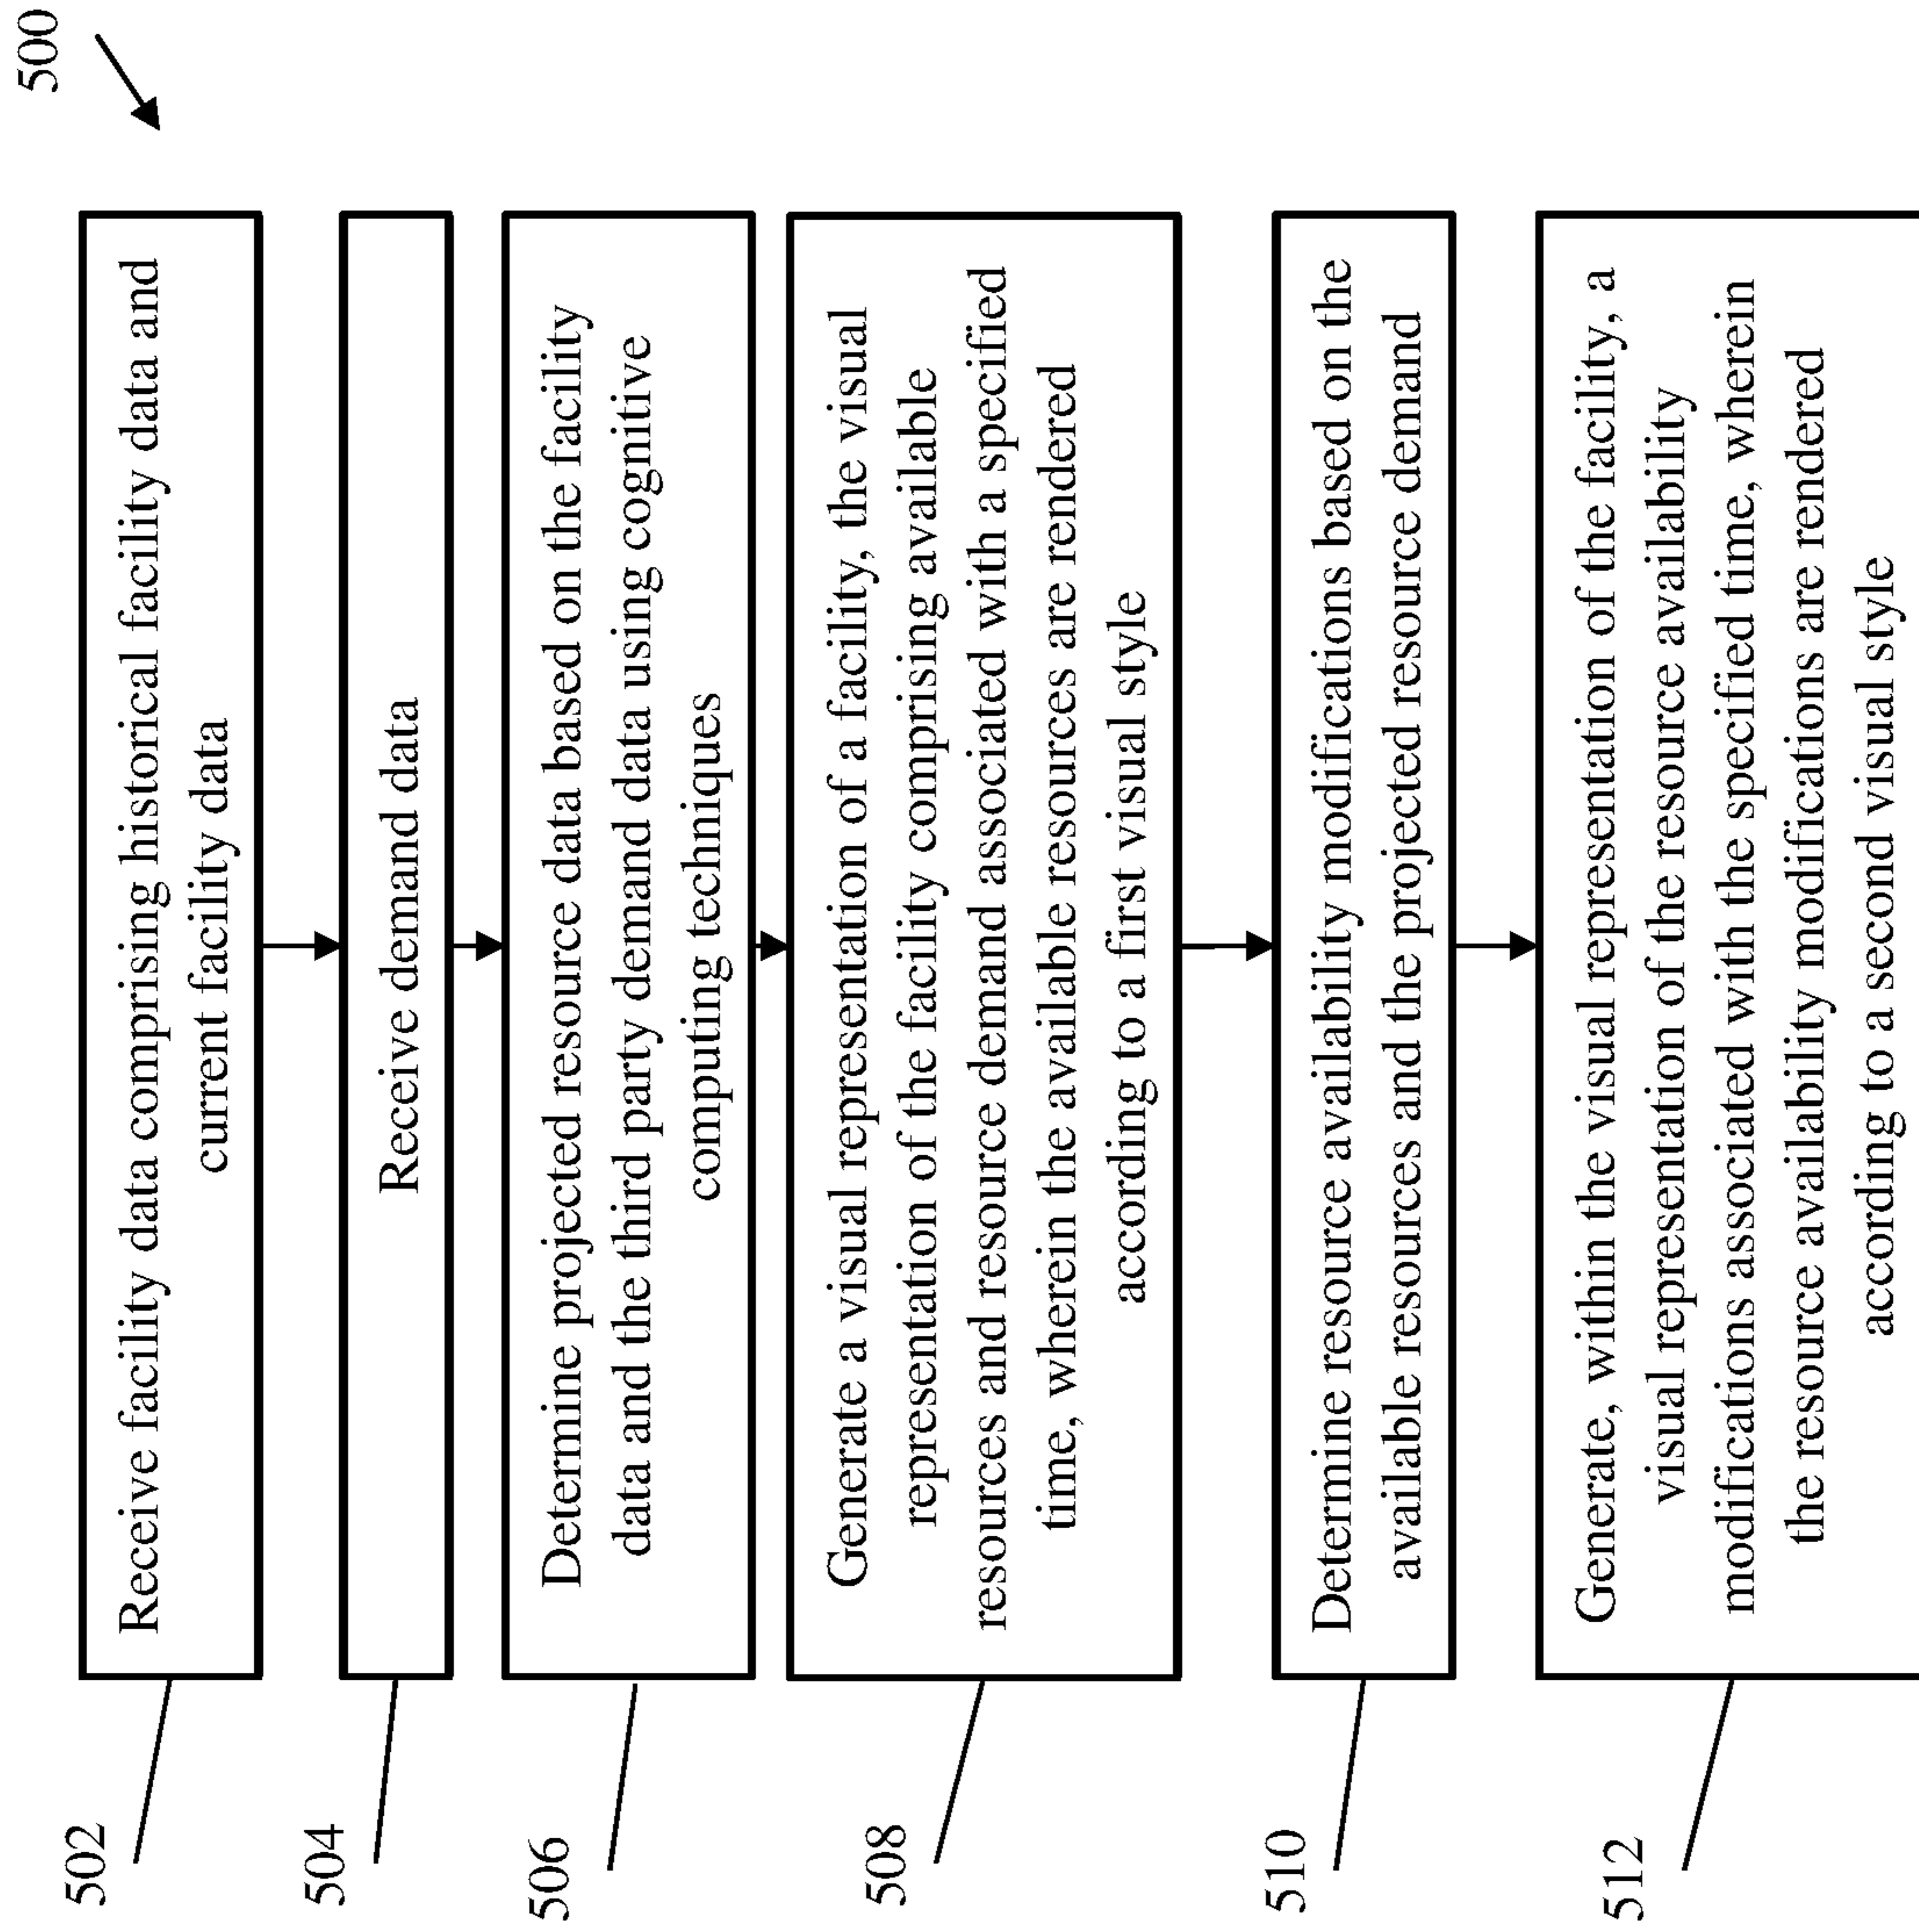 500
502
Receive facility data comprising historical facility data and
current facility data
504
Receive demand data
506
Determine projected resource data based on the facility
data and the third party demand data using cognitive
computing techniques
508
Generate a visual representation of a facility, the visual
representation of the facility comprising available
resources and resource demand associated with a specified
time, wherein the available resources are rendered
according to a first visual style
510
Determine resource availability modifications based on the
available resources and the projected resource demand
512
Generate, within the visual representation of the facility, a
visual representation of the resource availability
modifications associated with the specified time, wherein
the resource availability modifications are rendered
according to a second visual style